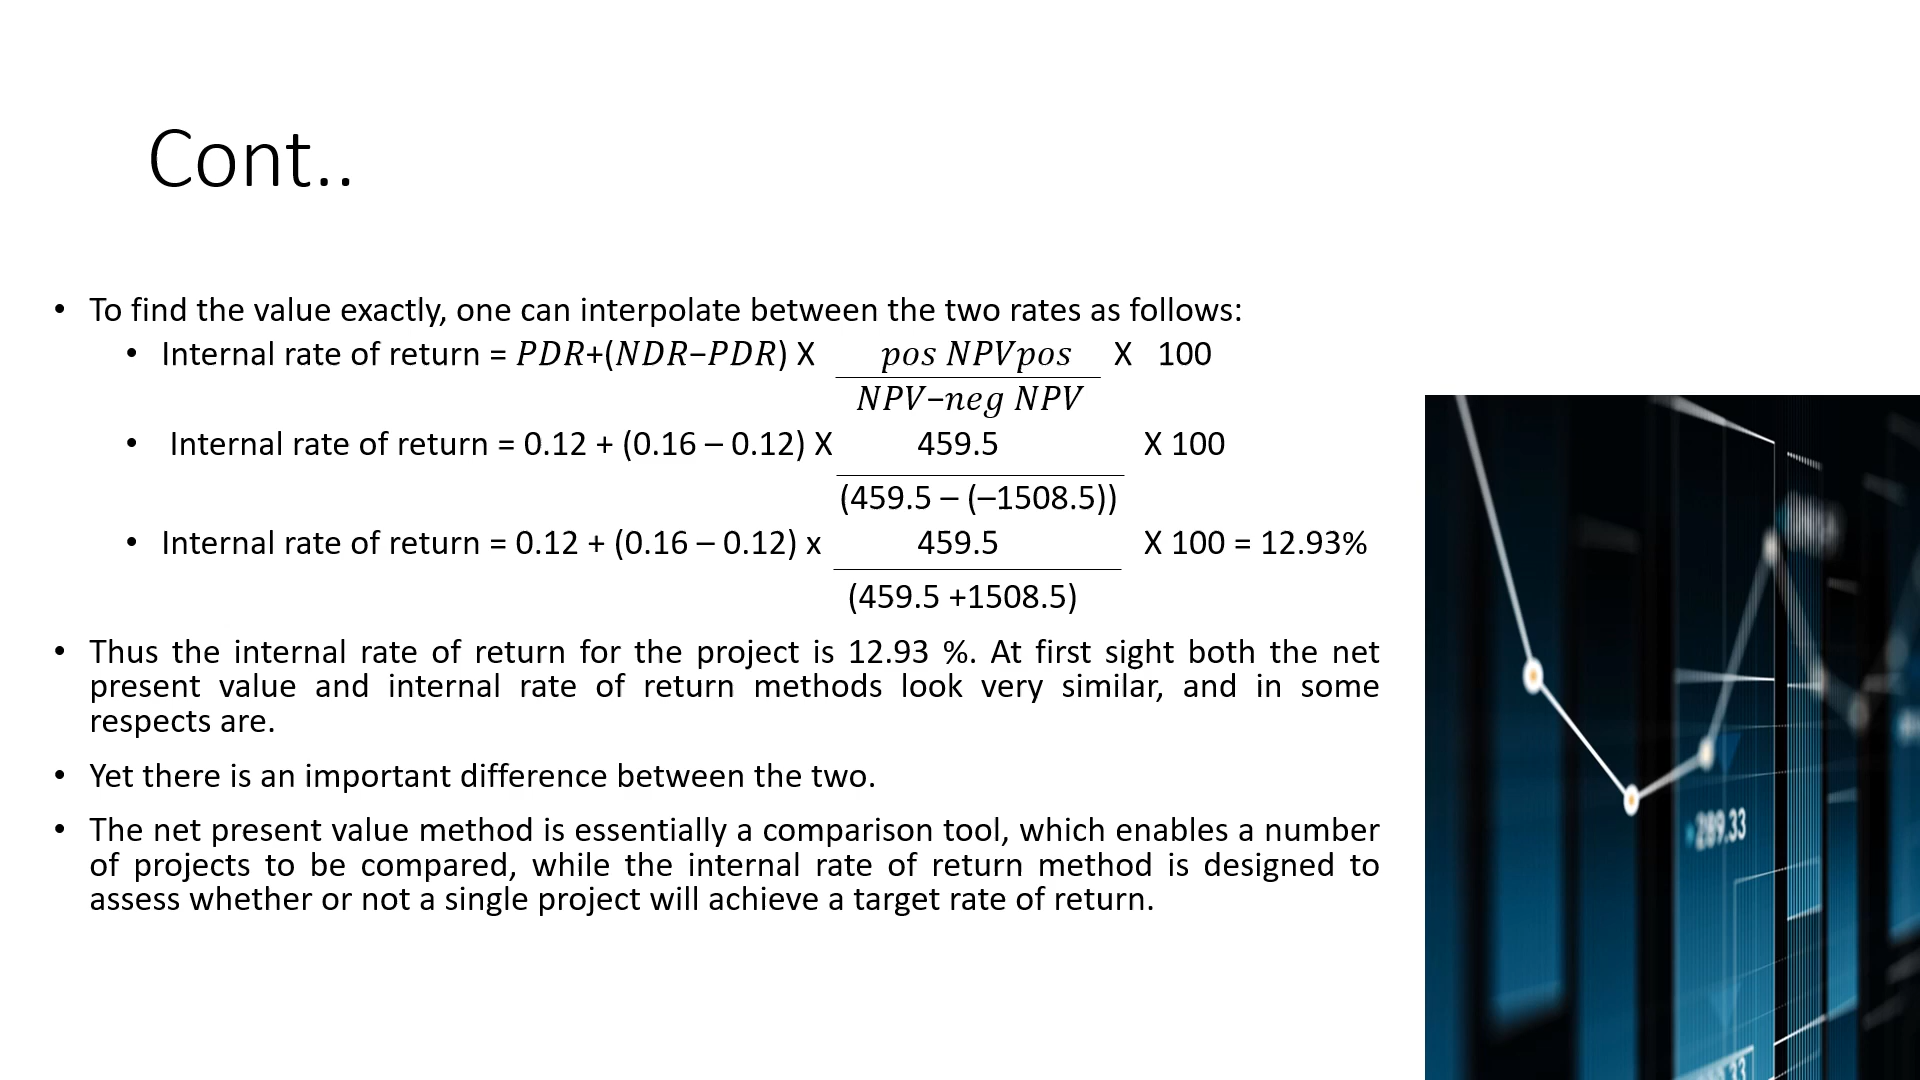 Cont..
• To find the value exactly, one can interpolate between the two rates as follows:
• Internal rate of return = 𝑃𝐷𝑅+(𝑁𝐷𝑅−𝑃𝐷𝑅) X 𝑝𝑜𝑠 𝑁𝑃𝑉𝑝𝑜𝑠 X 100
𝑁𝑃𝑉−𝑛𝑒𝑔 𝑁𝑃𝑉
• Internal rate of return = 0.12 + (0.16 – 0.12) X 459.5 X 100
(459.5 – (–1508.5))
• Internal rate of return = 0.12 + (0.16 – 0.12) x 459.5 X 100 = 12.93%
(459.5 +1508.5)
• Thus the internal rate of return for the project is 12.93 %. At first sight both the net
present value and internal rate of return methods look very similar, and in some
respects are.
• Yet there is an important difference between the two.
• The net present value method is essentially a comparison tool, which enables a number
of projects to be compared, while the internal rate of return method is designed to
assess whether or not a single project will achieve a target rate of return.
289.33